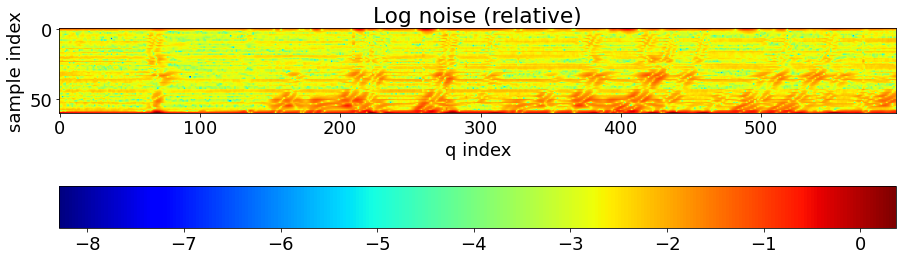 Log noise (relative)
sample index
0
50
0 100 200 300 400 500
q index
−8 −7 −6 −5 −4 −3 −2 −1 0